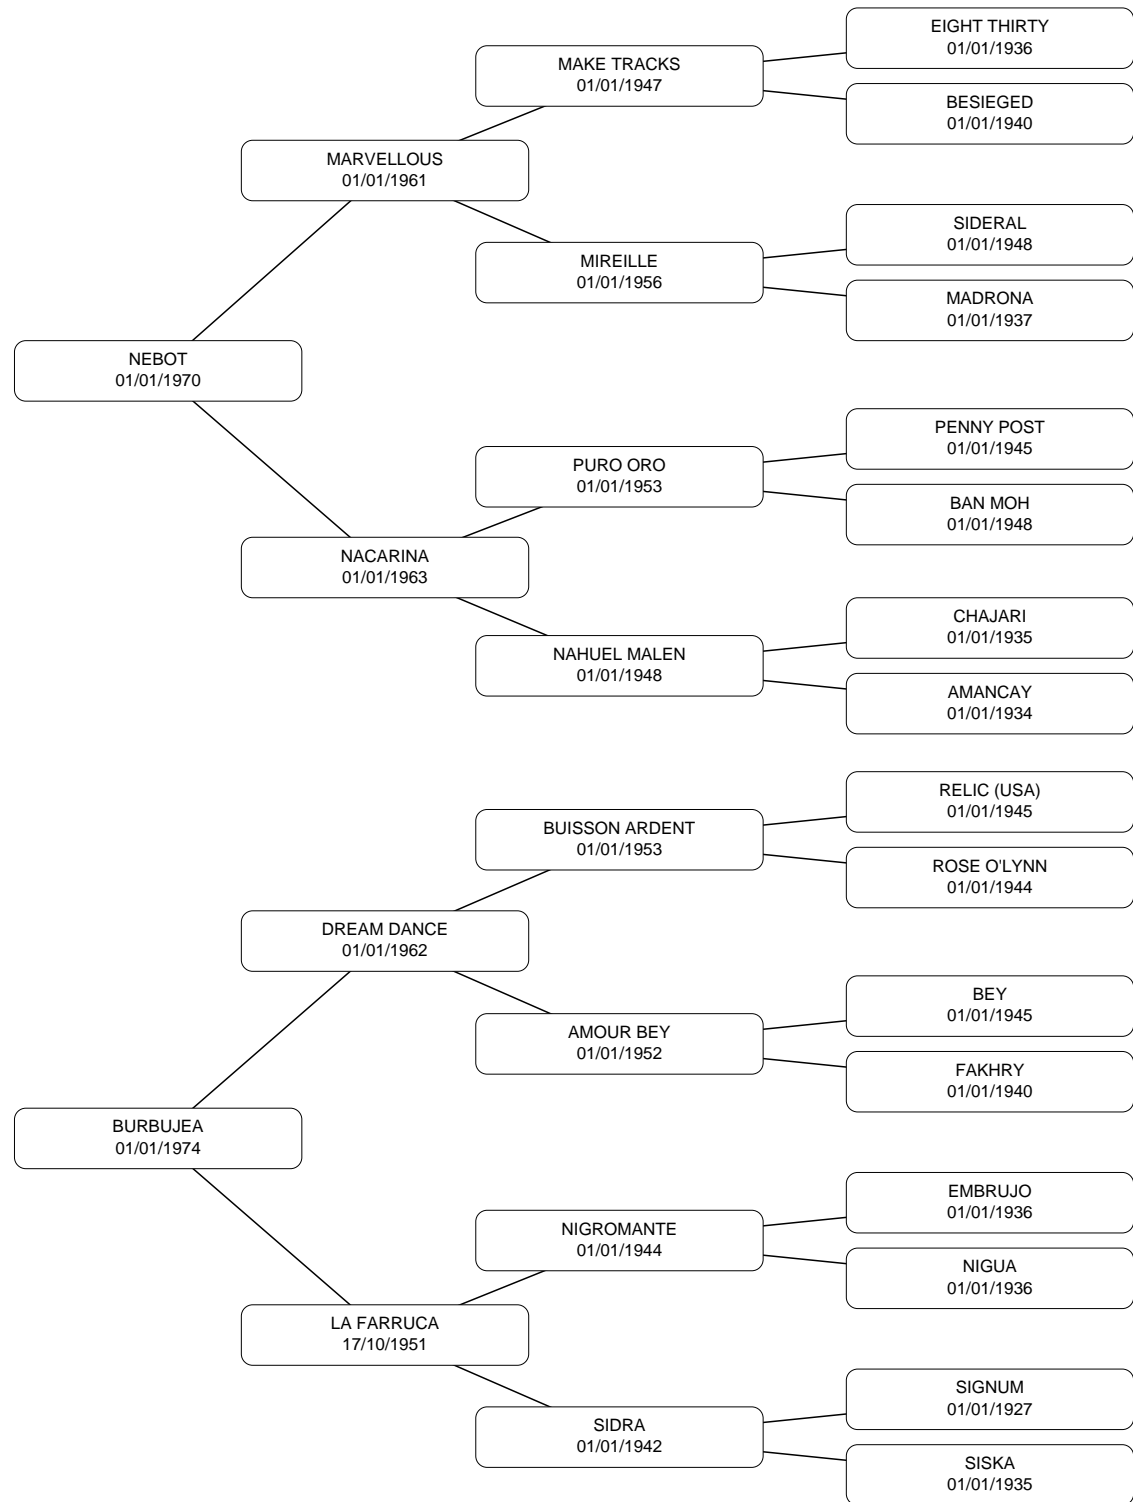 EIGHT THIRTY
01/01/1936
MAKE TRACKS
01/01/1947
BESIEGED
01/01/1940
MARVELLOUS
01/01/1961
SIDERAL
01/01/1948
MIREILLE
01/01/1956
MADRONA
01/01/1937
NEBOT
01/01/1970
PENNY POST
01/01/1945
PURO ORO
01/01/1953
BAN MOH
01/01/1948
NACARINA
01/01/1963
CHAJARI
01/01/1935
NAHUEL MALEN
01/01/1948
AMANCAY
01/01/1934
RELIC (USA)
01/01/1945
BUISSON ARDENT
01/01/1953
ROSE O'LYNN
01/01/1944
DREAM DANCE
01/01/1962
BEY
01/01/1945
AMOUR BEY
01/01/1952
FAKHRY
01/01/1940
BURBUJEA
01/01/1974
EMBRUJO
01/01/1936
NIGROMANTE
01/01/1944
NIGUA
01/01/1936
LA FARRUCA
17/10/1951
SIGNUM
01/01/1927
SIDRA
01/01/1942
SISKA
01/01/1935